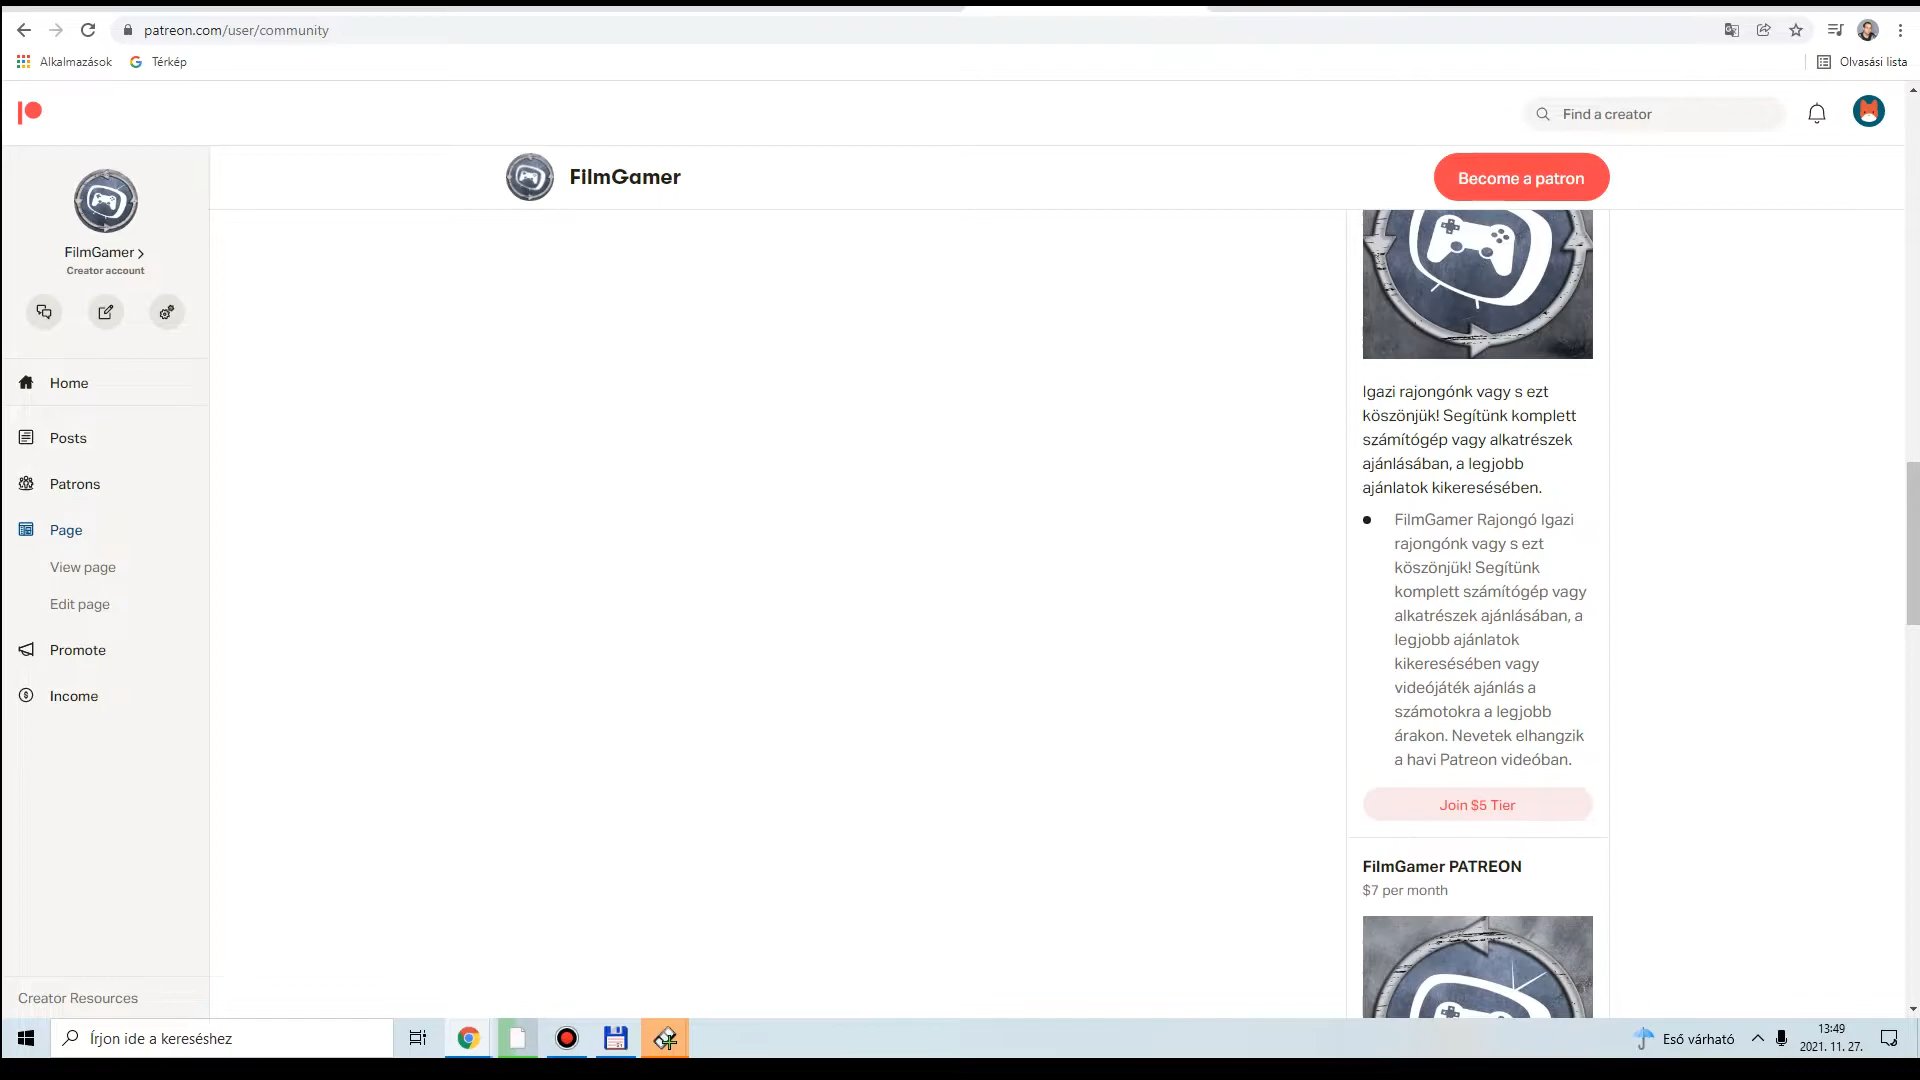 patreon.com/user/community
Alkalmazások
Térkép
Olvasási lista
Find a creator
FilmGamer
Become a patron
FilmGamer
Creator account
Home
Posts
Patrons
Page
View page
Edit page
Promote
Income
Creator Resources
Igazi rajongónk vagy s ezt
köszönjük! Segítünk komplett
számítógép vagy alkatrészek
ajánlásában, a legjobb
ajánlatok kikeresésében.
FilmGamer Rajongó Igazi
rajongónk vagy s ezt
köszönjük! Segítünk
komplett számítógép vagy
alkatrészek ajánlásában, a
legjobb ajánlatok
kikeresésében vagy
videójáték ajánlás a
számotokra a legjobb
árakon. Nevetek elhangzik
a havi Patreon videóban.
Join $5 Tier
FilmGamer PATREON
$7 per month
Írjon ide a kereséshez
Eső várható
13:49
2021. 11. 27.